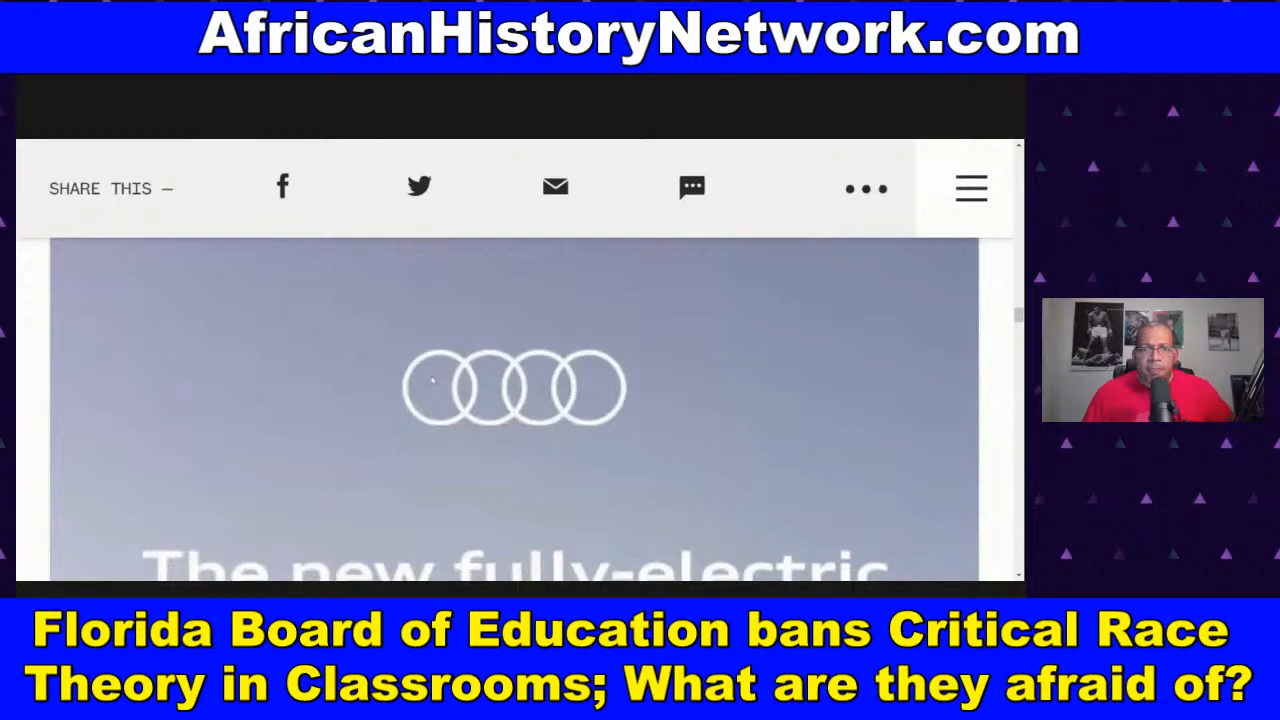 AfricanHistoryNetwork.com
SHARE THIS —
The new fully-electric
Florida Board of Education bans Critical Race
Theory in Classrooms; What are they afraid of?